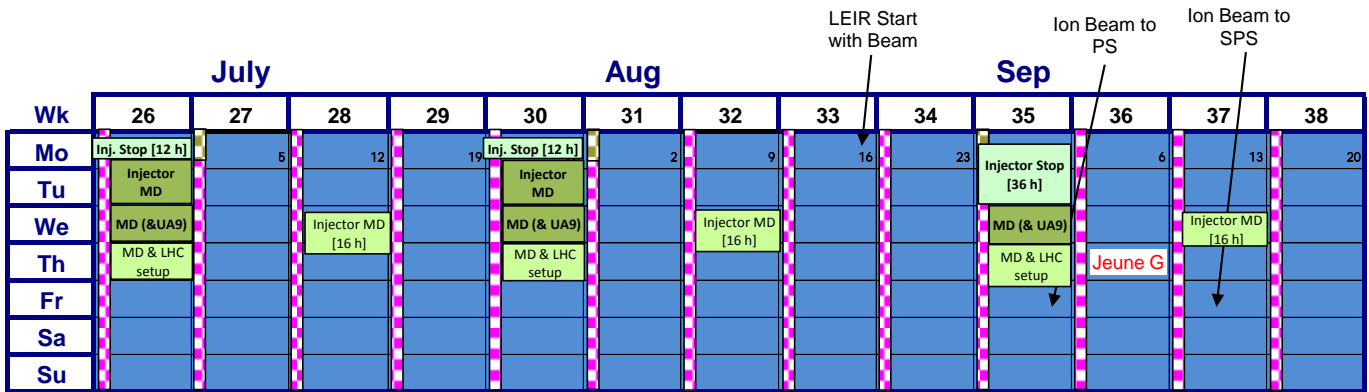 LEIR Start
with Beam
Ion Beam to
PS
Ion Beam to
SPS
July Aug Sep
Wk 26 27 28 29 30 31 32 33 34 35 36 37 38
Mo Inj. Stop [12 h] 5 12 19 Inj. Stop [12 h] 2 9 16 23 6 13 20
Injector Stop
[36 h]
Tu Injector
MD
Injector
MD
We MD (&UA9) Injector MD
[16 h]
MD (& UA9) Injector MD
[16 h]
MD (& UA9) Injector MD
[16 h]
Th MD & LHC
setup
MD & LHC
setup
MD & LHC
setup
Jeune G
Fr
Sa
Su